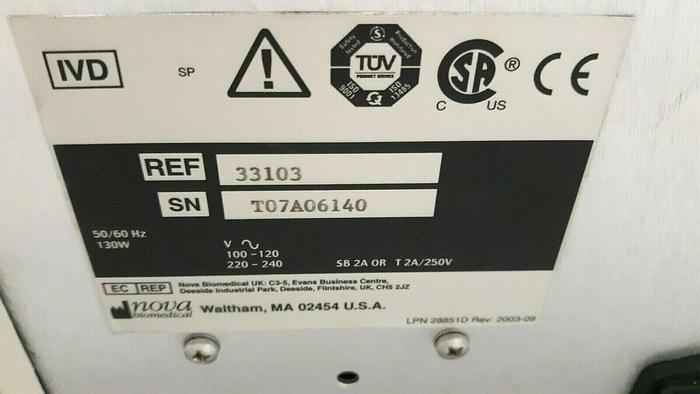 IVD
SP
Safety tested
Production monitored
TÜV
PRODUCT SERVICE
ISO 9001
ISO 13485
CSA ®
C US
CE
REF 33103
SN T07A06140
50/60 Hz
130W
V
100-120
220-240
SB 2A OR T 2A/250V
EC REP Nova Biomedical UK: C3-5, Evans Business Centre,
Deeside Industrial Park, Deeside, Flintshire, UK, CH5 2JZ
nova
biomedical
Waltham, MA 02454 U.S.A.
LPN 28851D Rev: 2003-09